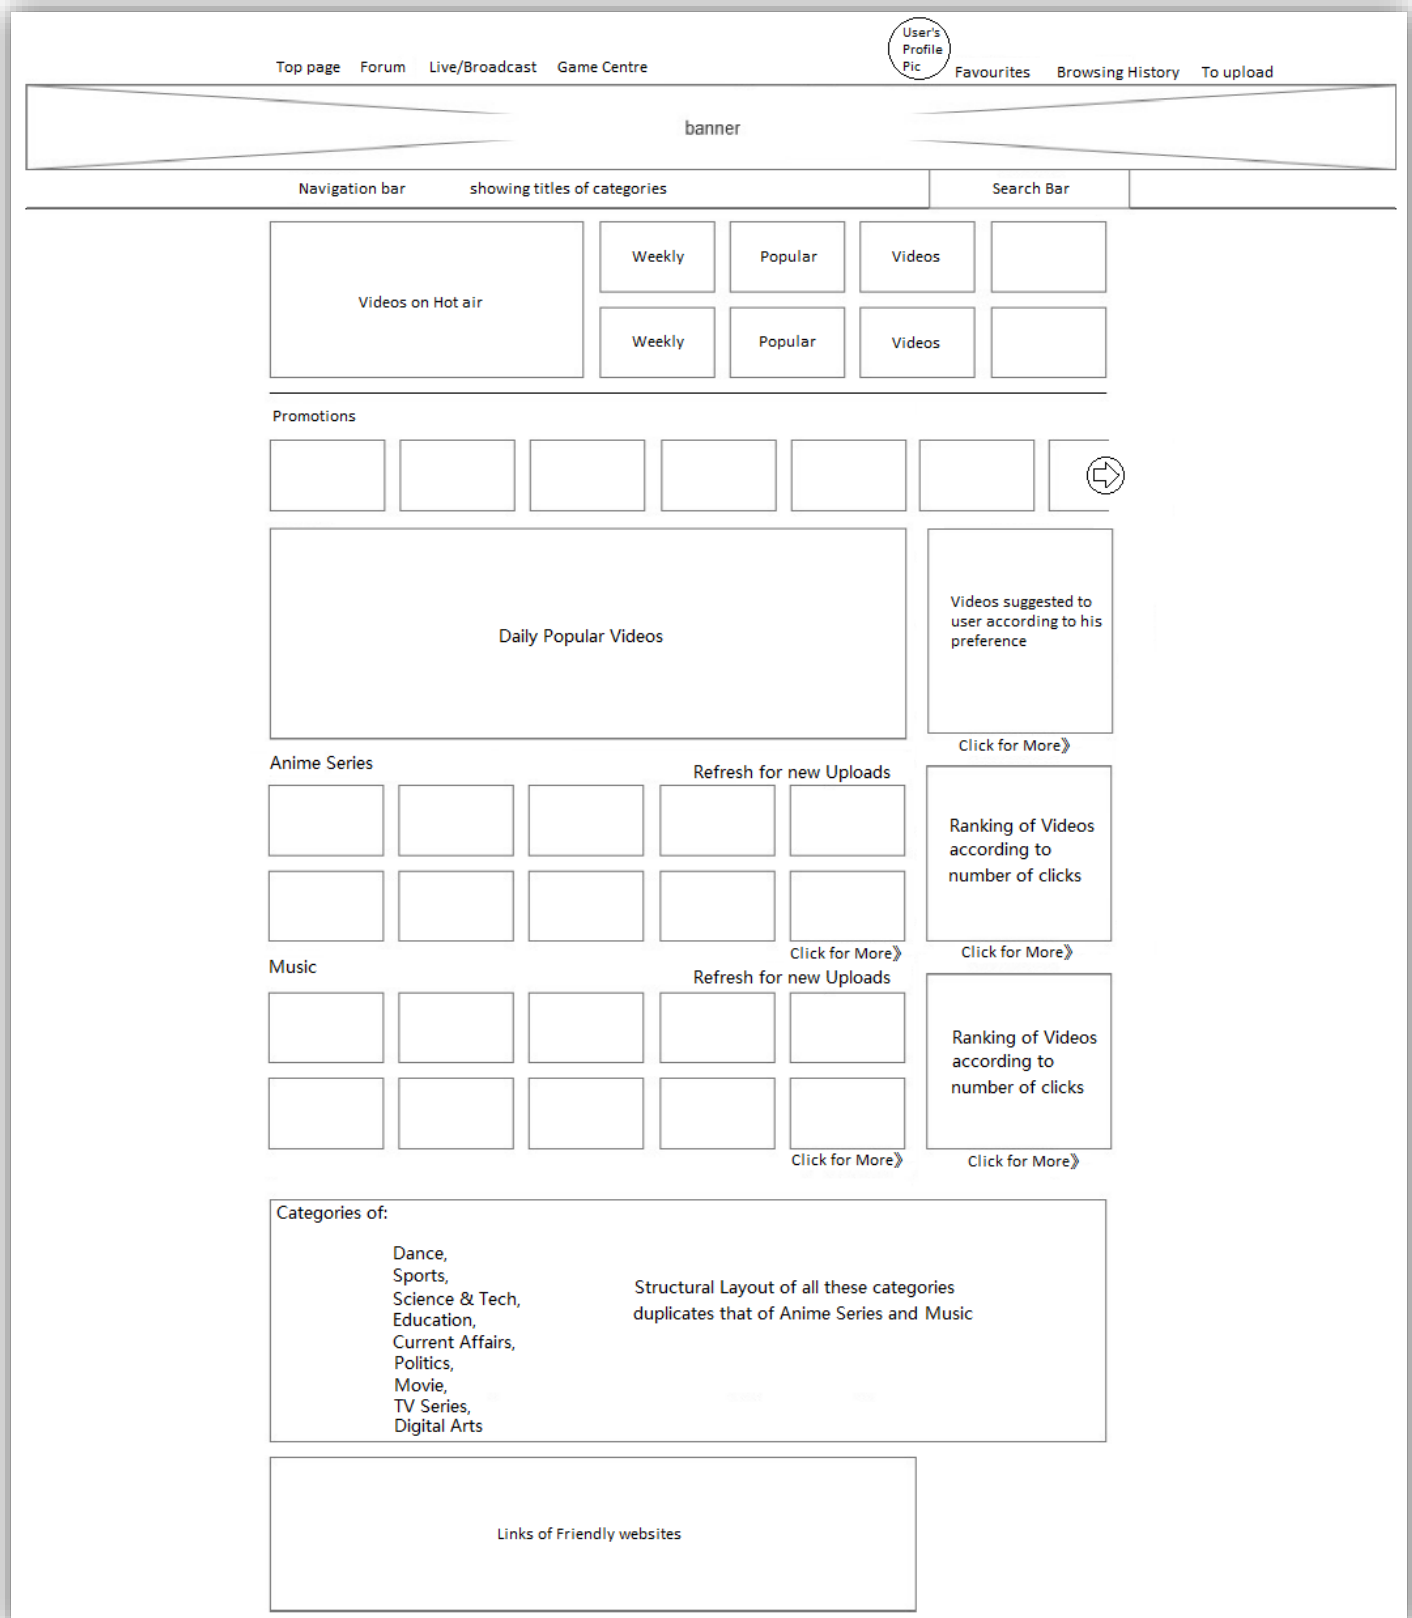 User's
Profile
Pic
Top page Forum Live/Broadcast Game Centre
Favourites Browsing History To upload
banner
Navigation bar showing titles of categories Search Bar
Weekly Popular Videos
Videos on Hot air
Weekly Popular Videos
Promotions
Videos suggested to
user according to his
preference
Daily Popular Videos
Click for More》
Anime Series
Refresh for new Uploads
Ranking of Videos
according to
number of clicks
Click for More》 Click for More》
Music
Refresh for new Uploads
Ranking of Videos
according to
number of clicks
Click for More》 Click for More》
Categories of:
Dance,
Sports,
Science & Tech,
Education,
Current Affairs,
Politics,
Movie,
TV Series,
Digital Arts
Structural Layout of all these categories
duplicates that of Anime Series and Music
Links of Friendly websites